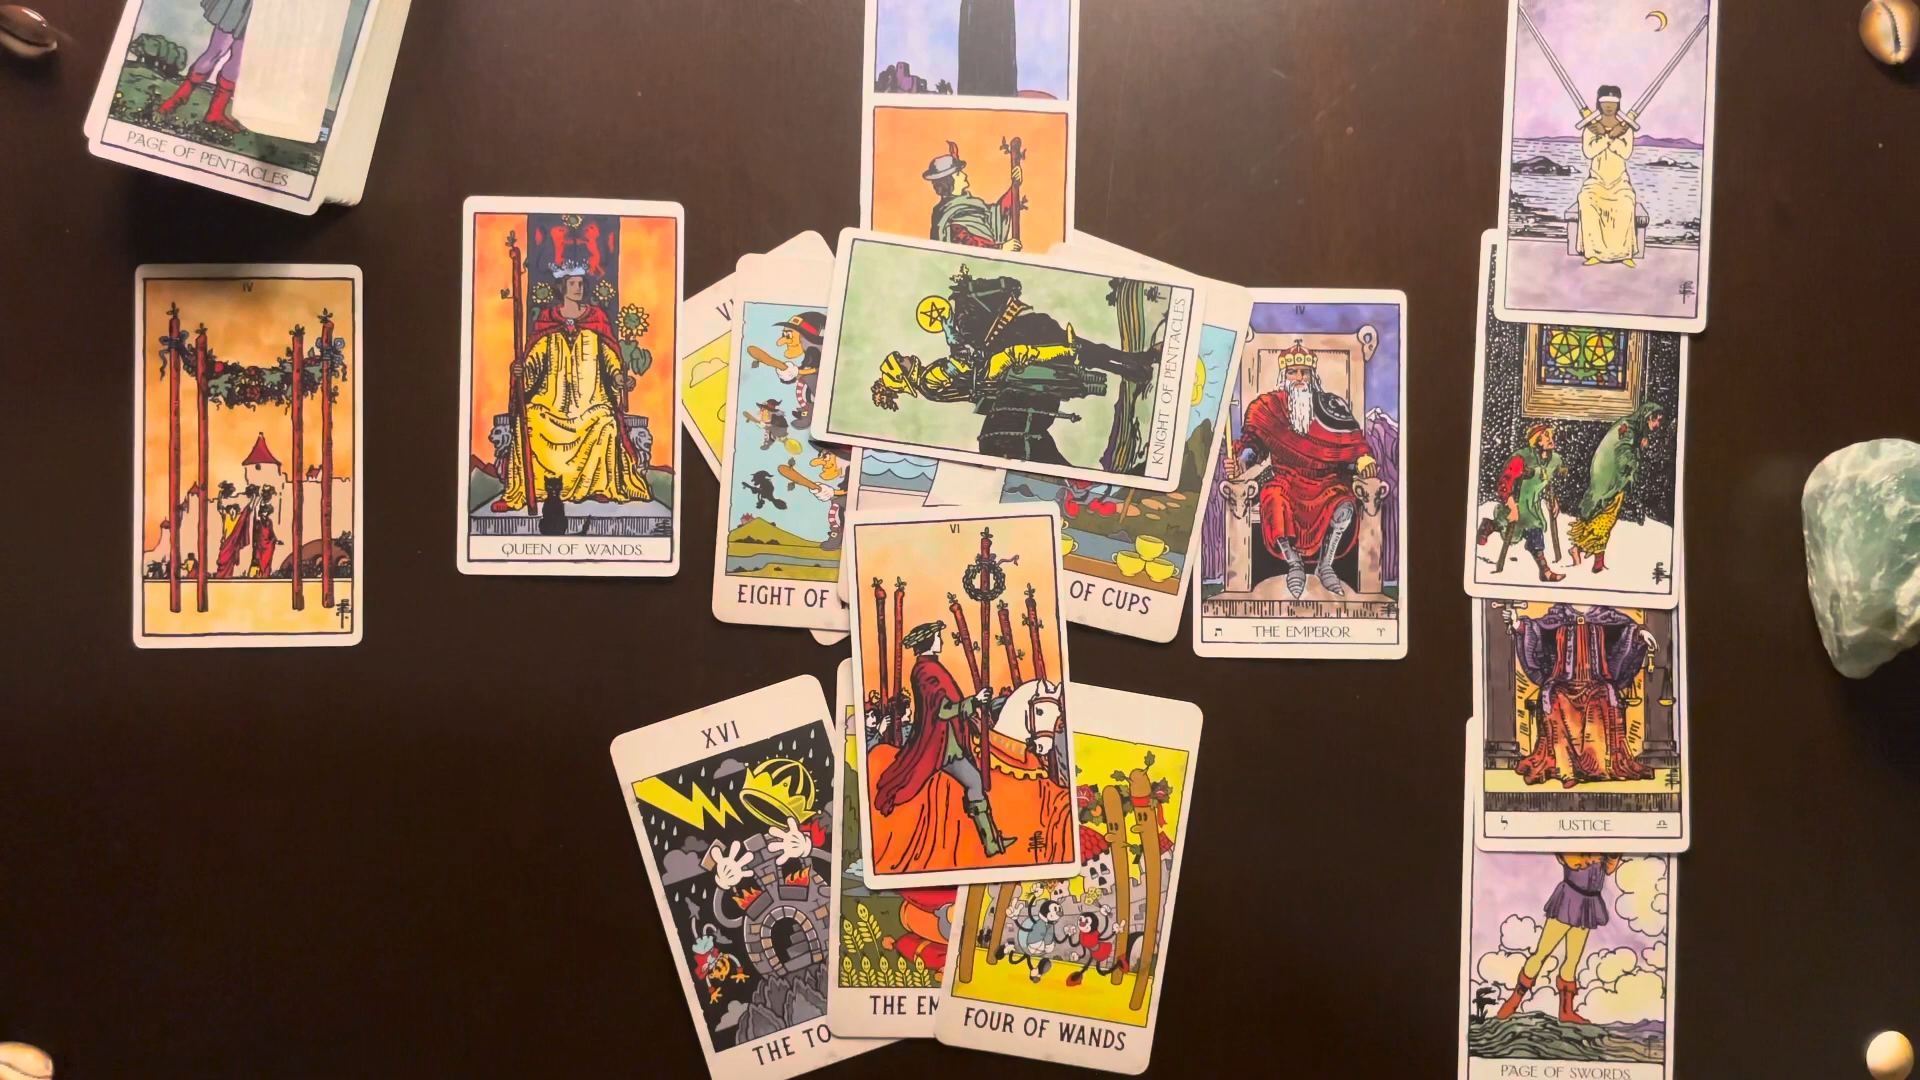 PAGE OF PENTACLES
IV
QUEEN OF WANDS
EIGHT OF
KNIGHT OF PENTACLES
OF CUPS
IV
THE EMPEROR
VI
XVI
THE TO
THE EM
FOUR OF WANDS
JUSTICE
PAGE OF SWORDS